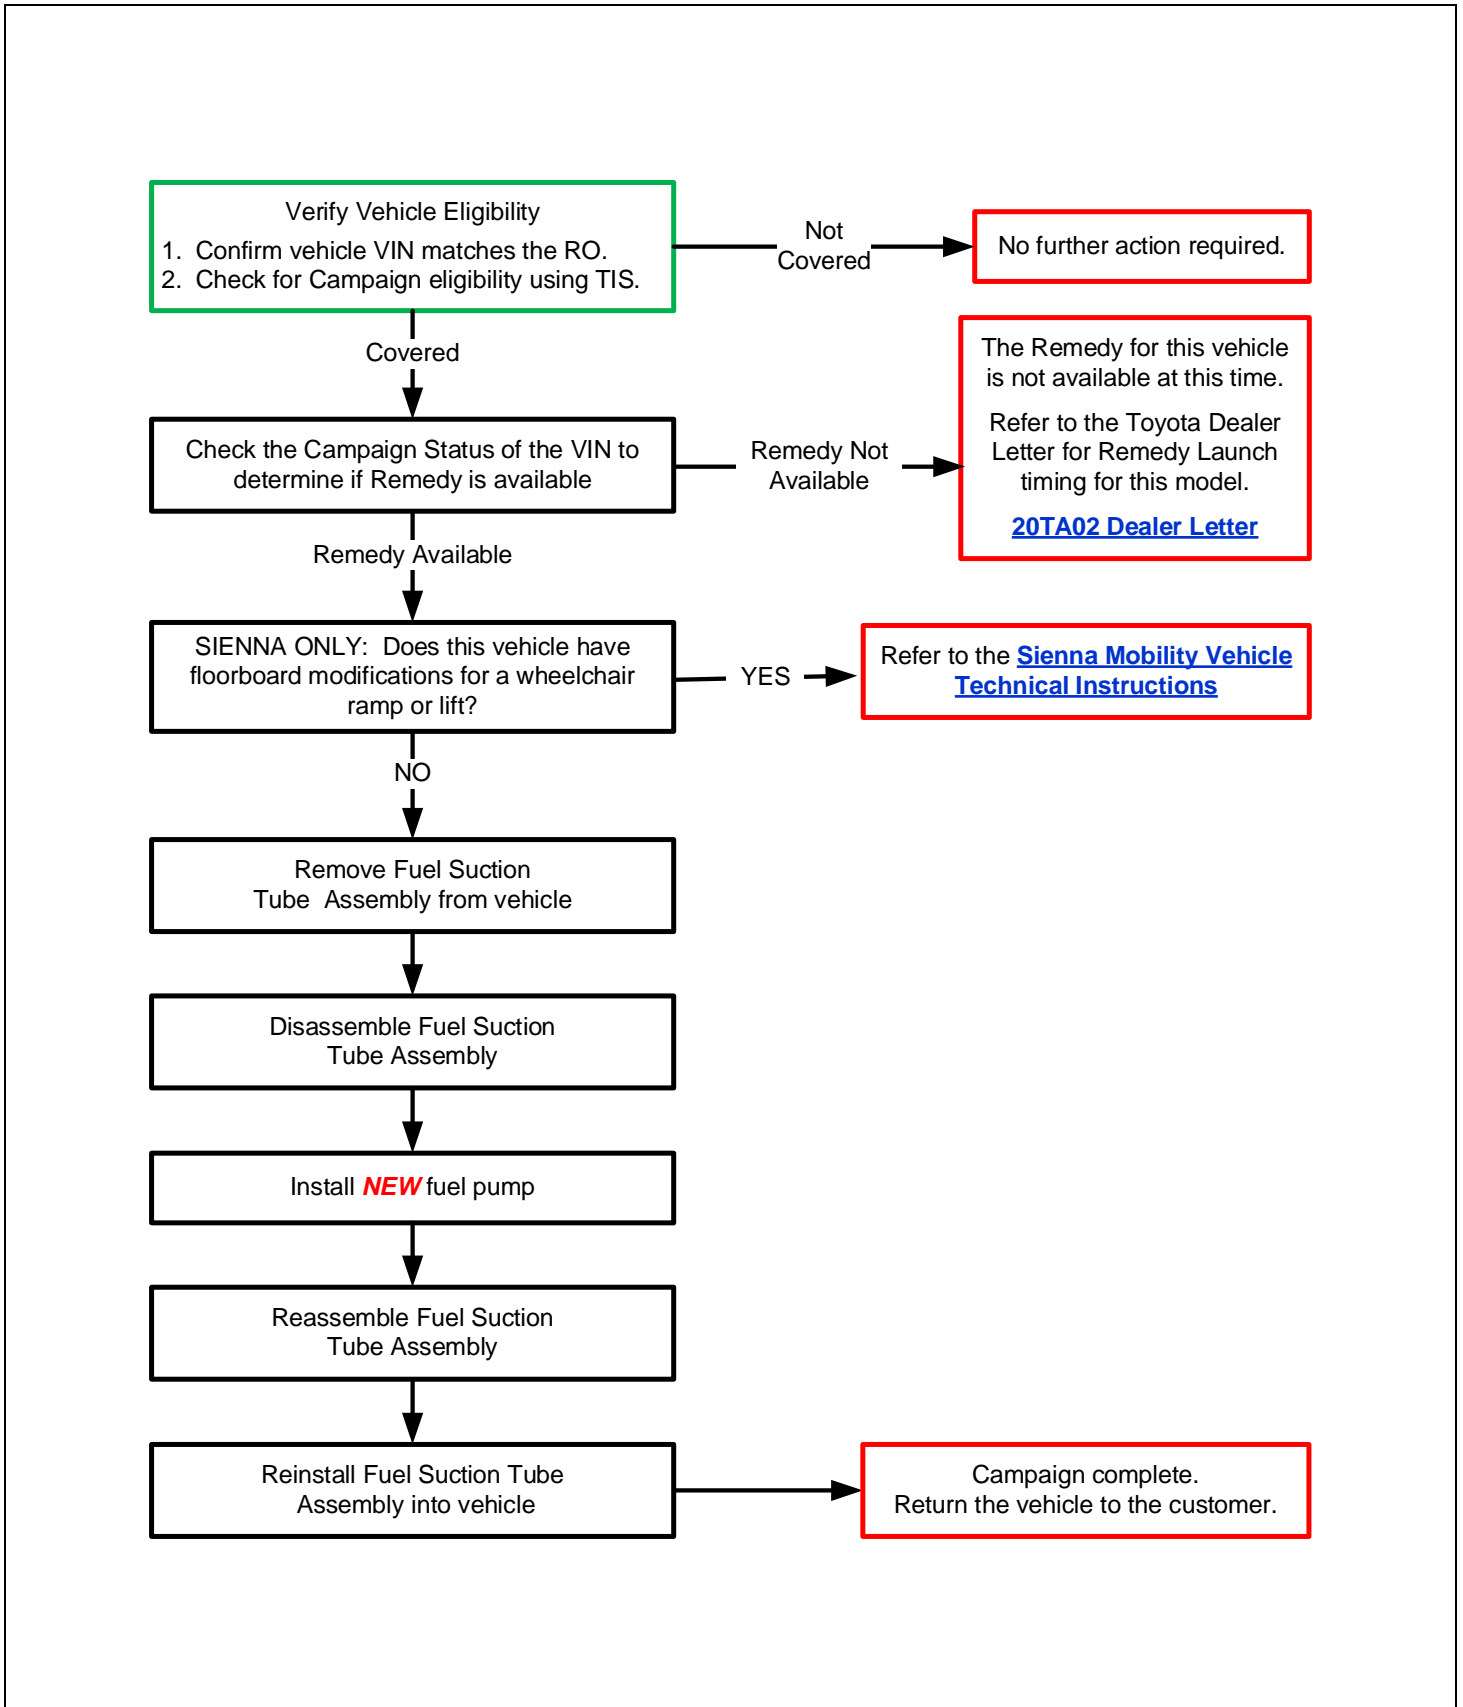 Verify Vehicle Eligibility
1. Confirm vehicle VIN matches the RO.
2. Check for Campaign eligibility using TIS.
Not
Covered
No further action required.
Covered
The Remedy for this vehicle
is not available at this time.
Refer to the Toyota Dealer
Letter for Remedy Launch
timing for this model.
20TA02 Dealer Letter
Check the Campaign Status of the VIN to
determine if Remedy is available
Remedy Not
Available
Remedy Available
SIENNA ONLY: Does this vehicle have
floorboard modifications for a wheelchair
ramp or lift?
YES
Refer to the Sienna Mobility Vehicle
Technical Instructions
NO
Remove Fuel Suction
Tube Assembly from vehicle
Disassemble Fuel Suction
Tube Assembly
Install NEW fuel pump
Reassemble Fuel Suction
Tube Assembly
Reinstall Fuel Suction Tube
Assembly into vehicle
Campaign complete.
Return the vehicle to the customer.